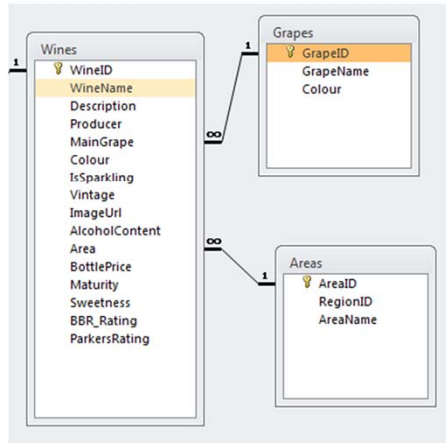 Wines
1
WineID
WineName
Description
Producer
MainGrape
Colour
IsSparkling
Vintage
ImageUrl
AlcoholContent
Area
BottlePrice
Maturity
Sweetness
BBR_Rating
ParkersRating
1
∞
∞
1
Grapes
GrapeID
GrapeName
Colour
Areas
AreaID
RegionID
AreaName